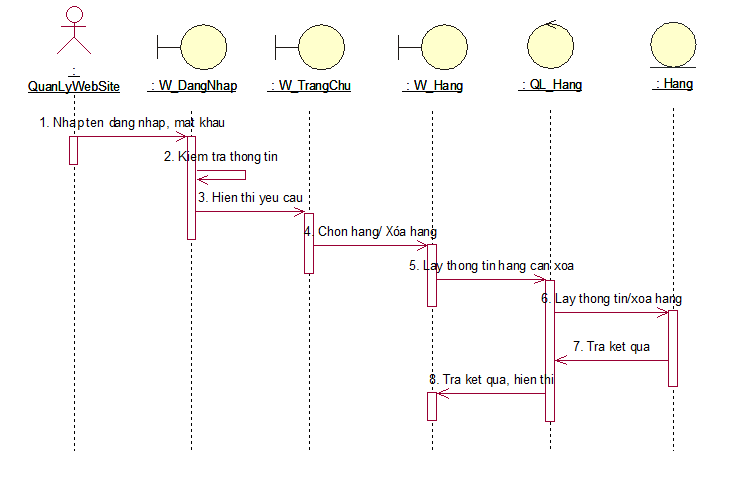 :
QuanLyWebSite
: W_DangNhap
: W_TrangChu
: W_Hang
: QL_Hang
: Hang
1. Nhap ten dang nhap, mat khau
2. Kiem tra thong tin
3. Hien thi yeu cau
4. Chon hang/ Xóa hang
5. Lay thong tin hang can xoa
6. Lay thong tin/xoa hang
7. Tra ket qua
8. Tra ket qua, hien thi